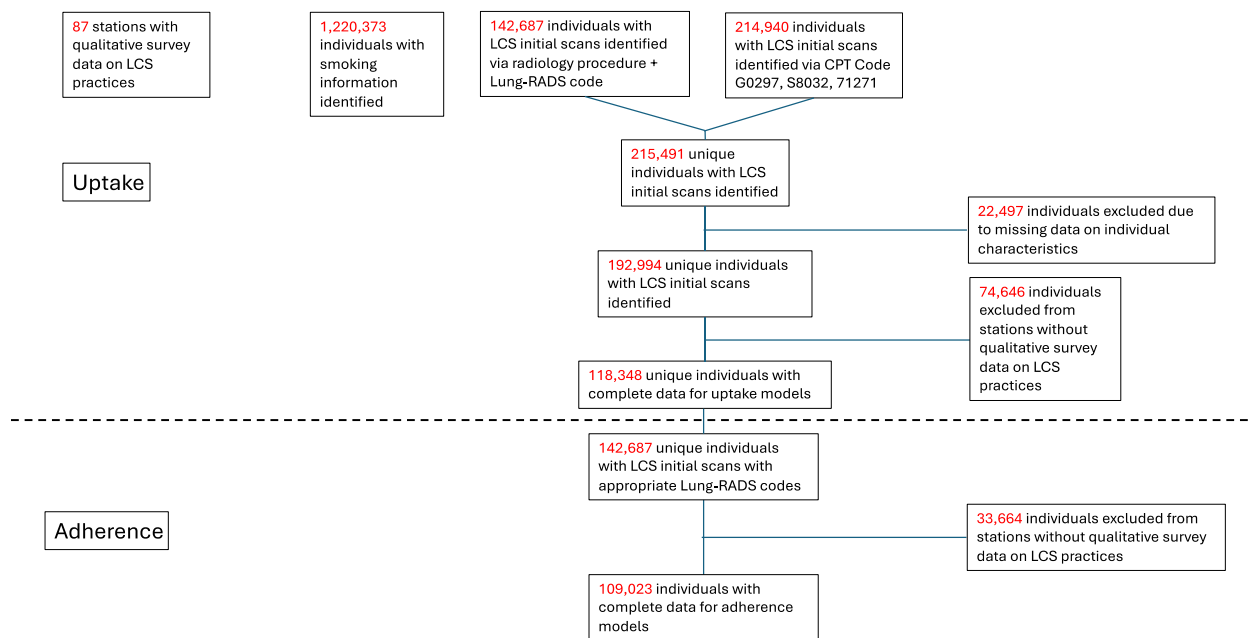 87 stations with
qualitative survey
data on LCS
practices
1,220,373
individuals with
smoking
information
identified
142,687 individuals with
LCS initial scans identified
via radiology procedure +
Lung-RADS code
214,940 individuals
with LCS initial scans
identified via CPT Code
G0297, S8032, 71271
215,491 unique
individuals with LCS
initial scans identified
Uptake
22,497 individuals excluded due
to missing data on individual
characteristics
192,994 unique individuals
with LCS initial scans
identified
74,646 individuals
excluded from
stations without
qualitative survey
data on LCS
practices
118,348 unique individuals with
complete data for uptake models
142,687 unique individuals
with LCS initial scans with
appropriate Lung-RADS codes
Adherence
33,664 individuals excluded from
stations without qualitative survey
data on LCS practices
109,023 individuals with
complete data for adherence
models